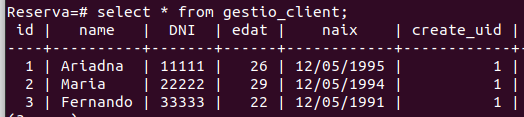 Reserva=# select * from gestio_client;
 id |   name   |  DNI  | edat |    naix    | create_uid |
----+----------+-------+------+------------+------------+
  1 | Ariadna  | 11111 |   26 | 12/05/1995 |          1 |
  2 | Maria    | 22222 |   29 | 12/05/1994 |          1 |
  3 | Fernando | 33333 |   22 | 12/05/1991 |          1 |